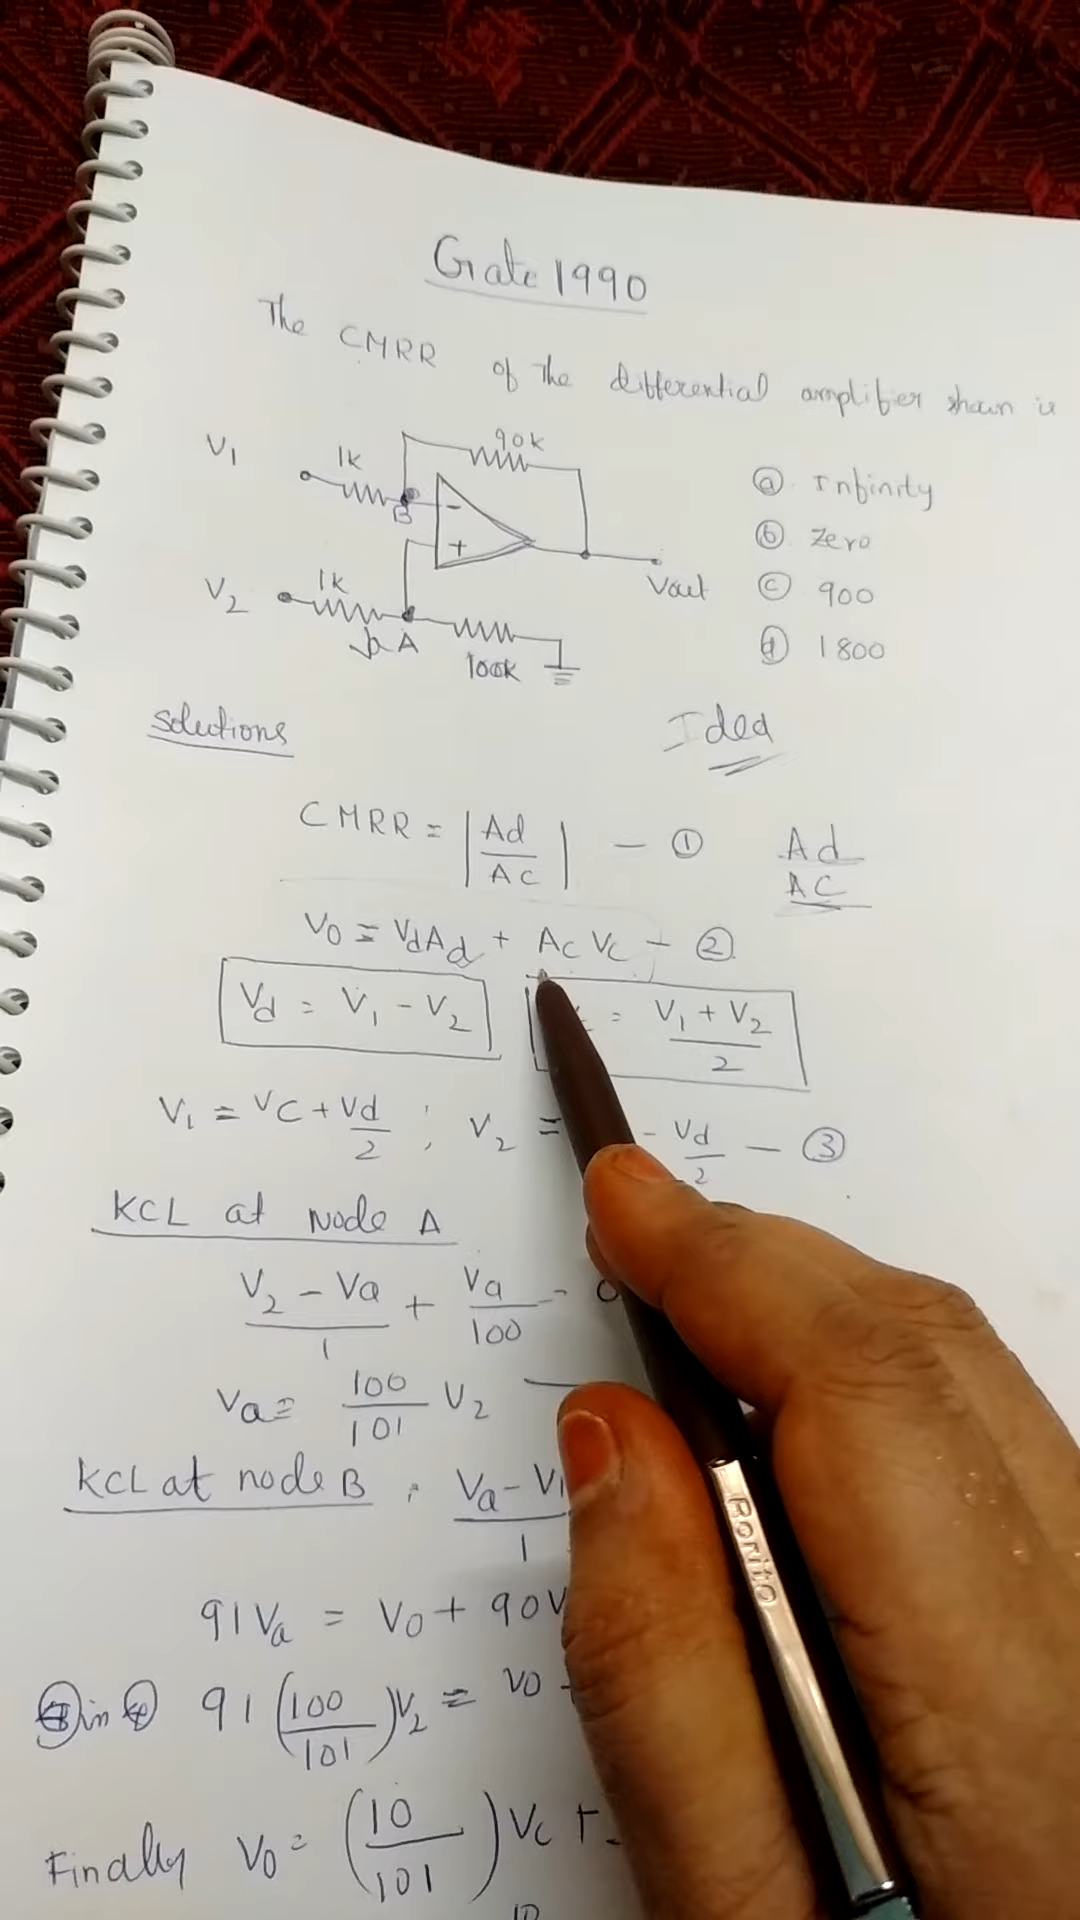 Gate 1990
The CMRR of the differential amplifier shown is
V1
1K
90K
B
-
+
Vout
V2
1K
A
100K
ⓐ Infinity
ⓑ Zero
ⓒ 900
ⓓ 1800
Solutions
Idea
CMRR = |Ad/AC| - ①
Ad/AC
V0 = VdAd + AC VC - ②
Vd = V1 - V2
= (V1 + V2)/2
V1 = VC + Vd/2 ; V2 = - Vd/2 - ③
KCL at Node A
(V2 - Va)/1 + Va/100 = 0
Va = 100/101 V2
KCL at node B : (Va - V1)/1
91Va = V0 + 90V
in 91(100/101)V2 = V0
Finally V0 = (10/101)VC +
Bonito